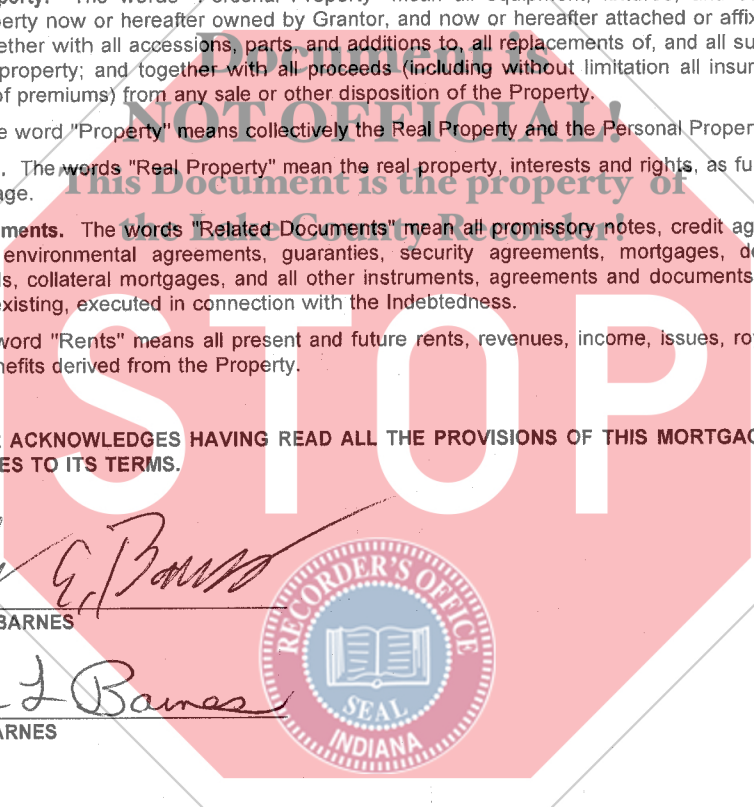 perty. The words "Personal Property" mean all equipment, fixtures, and
perty now or hereafter owned by Grantor, and now or hereafter attached or affix
ether with all accessions, parts, and additions to, all replacements of, and all su
property; and together with all proceeds (including without limitation all insur
of premiums) from any sale or other disposition of the Property.
e word "Property" means collectively the Real Property and the Personal Proper
. The words "Real Property" mean the real property, interests and rights, as fu
age.
ments. The words "Related Documents" mean all promissory notes, credit ag
environmental agreements, guaranties, security agreements, mortgages, de
ls, collateral mortgages, and all other instruments, agreements and documents
existing, executed in connection with the Indebtedness.
word "Rents" means all present and future rents, revenues, income, issues, ro
nefits derived from the Property.
R ACKNOWLEDGES HAVING READ ALL THE PROVISIONS OF THIS MORTGAG
ES TO ITS TERMS.
E. Barnes
BARNES
L Barnes
ARNES
Document is
NOT OFFICIAL!
This Document is the property of
the Lake County Recorder!
STOP
RECORDER'S OFFICE
SEAL
INDIANA